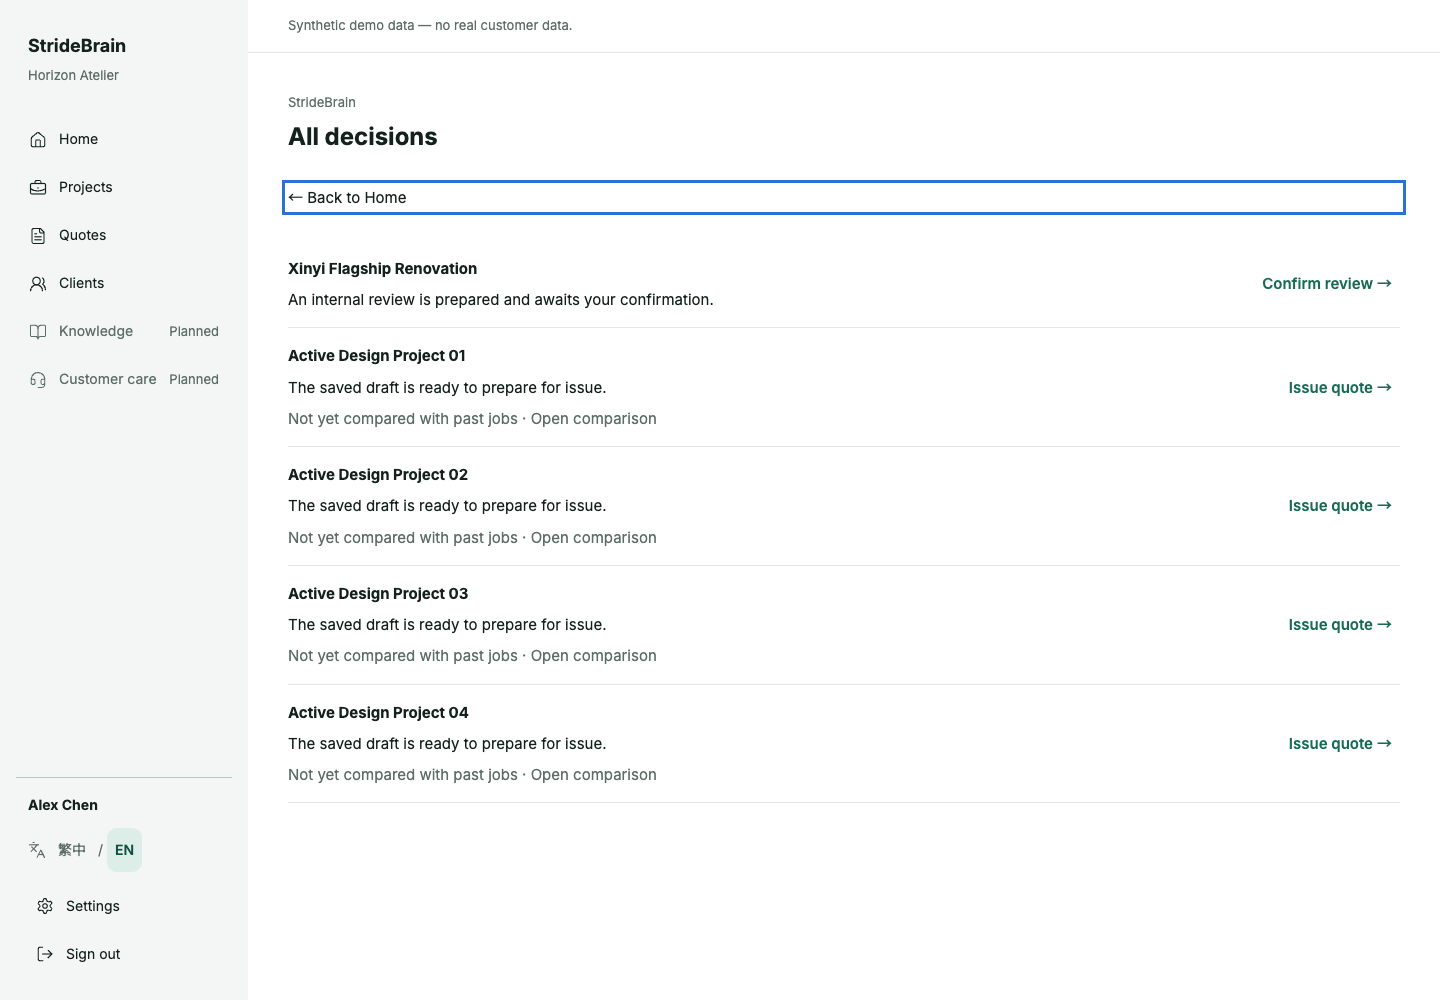 StrideBrain
Horizon Atelier
Home
Projects
Quotes
Clients
Knowledge Planned
Customer care Planned
Alex Chen
繁中 / EN
Settings
Sign out
Synthetic demo data — no real customer data.
StrideBrain
All decisions
← Back to Home
Xinyi Flagship Renovation
An internal review is prepared and awaits your confirmation.
Confirm review →
Active Design Project 01
The saved draft is ready to prepare for issue.
Not yet compared with past jobs · Open comparison
Issue quote →
Active Design Project 02
The saved draft is ready to prepare for issue.
Not yet compared with past jobs · Open comparison
Issue quote →
Active Design Project 03
The saved draft is ready to prepare for issue.
Not yet compared with past jobs · Open comparison
Issue quote →
Active Design Project 04
The saved draft is ready to prepare for issue.
Not yet compared with past jobs · Open comparison
Issue quote →